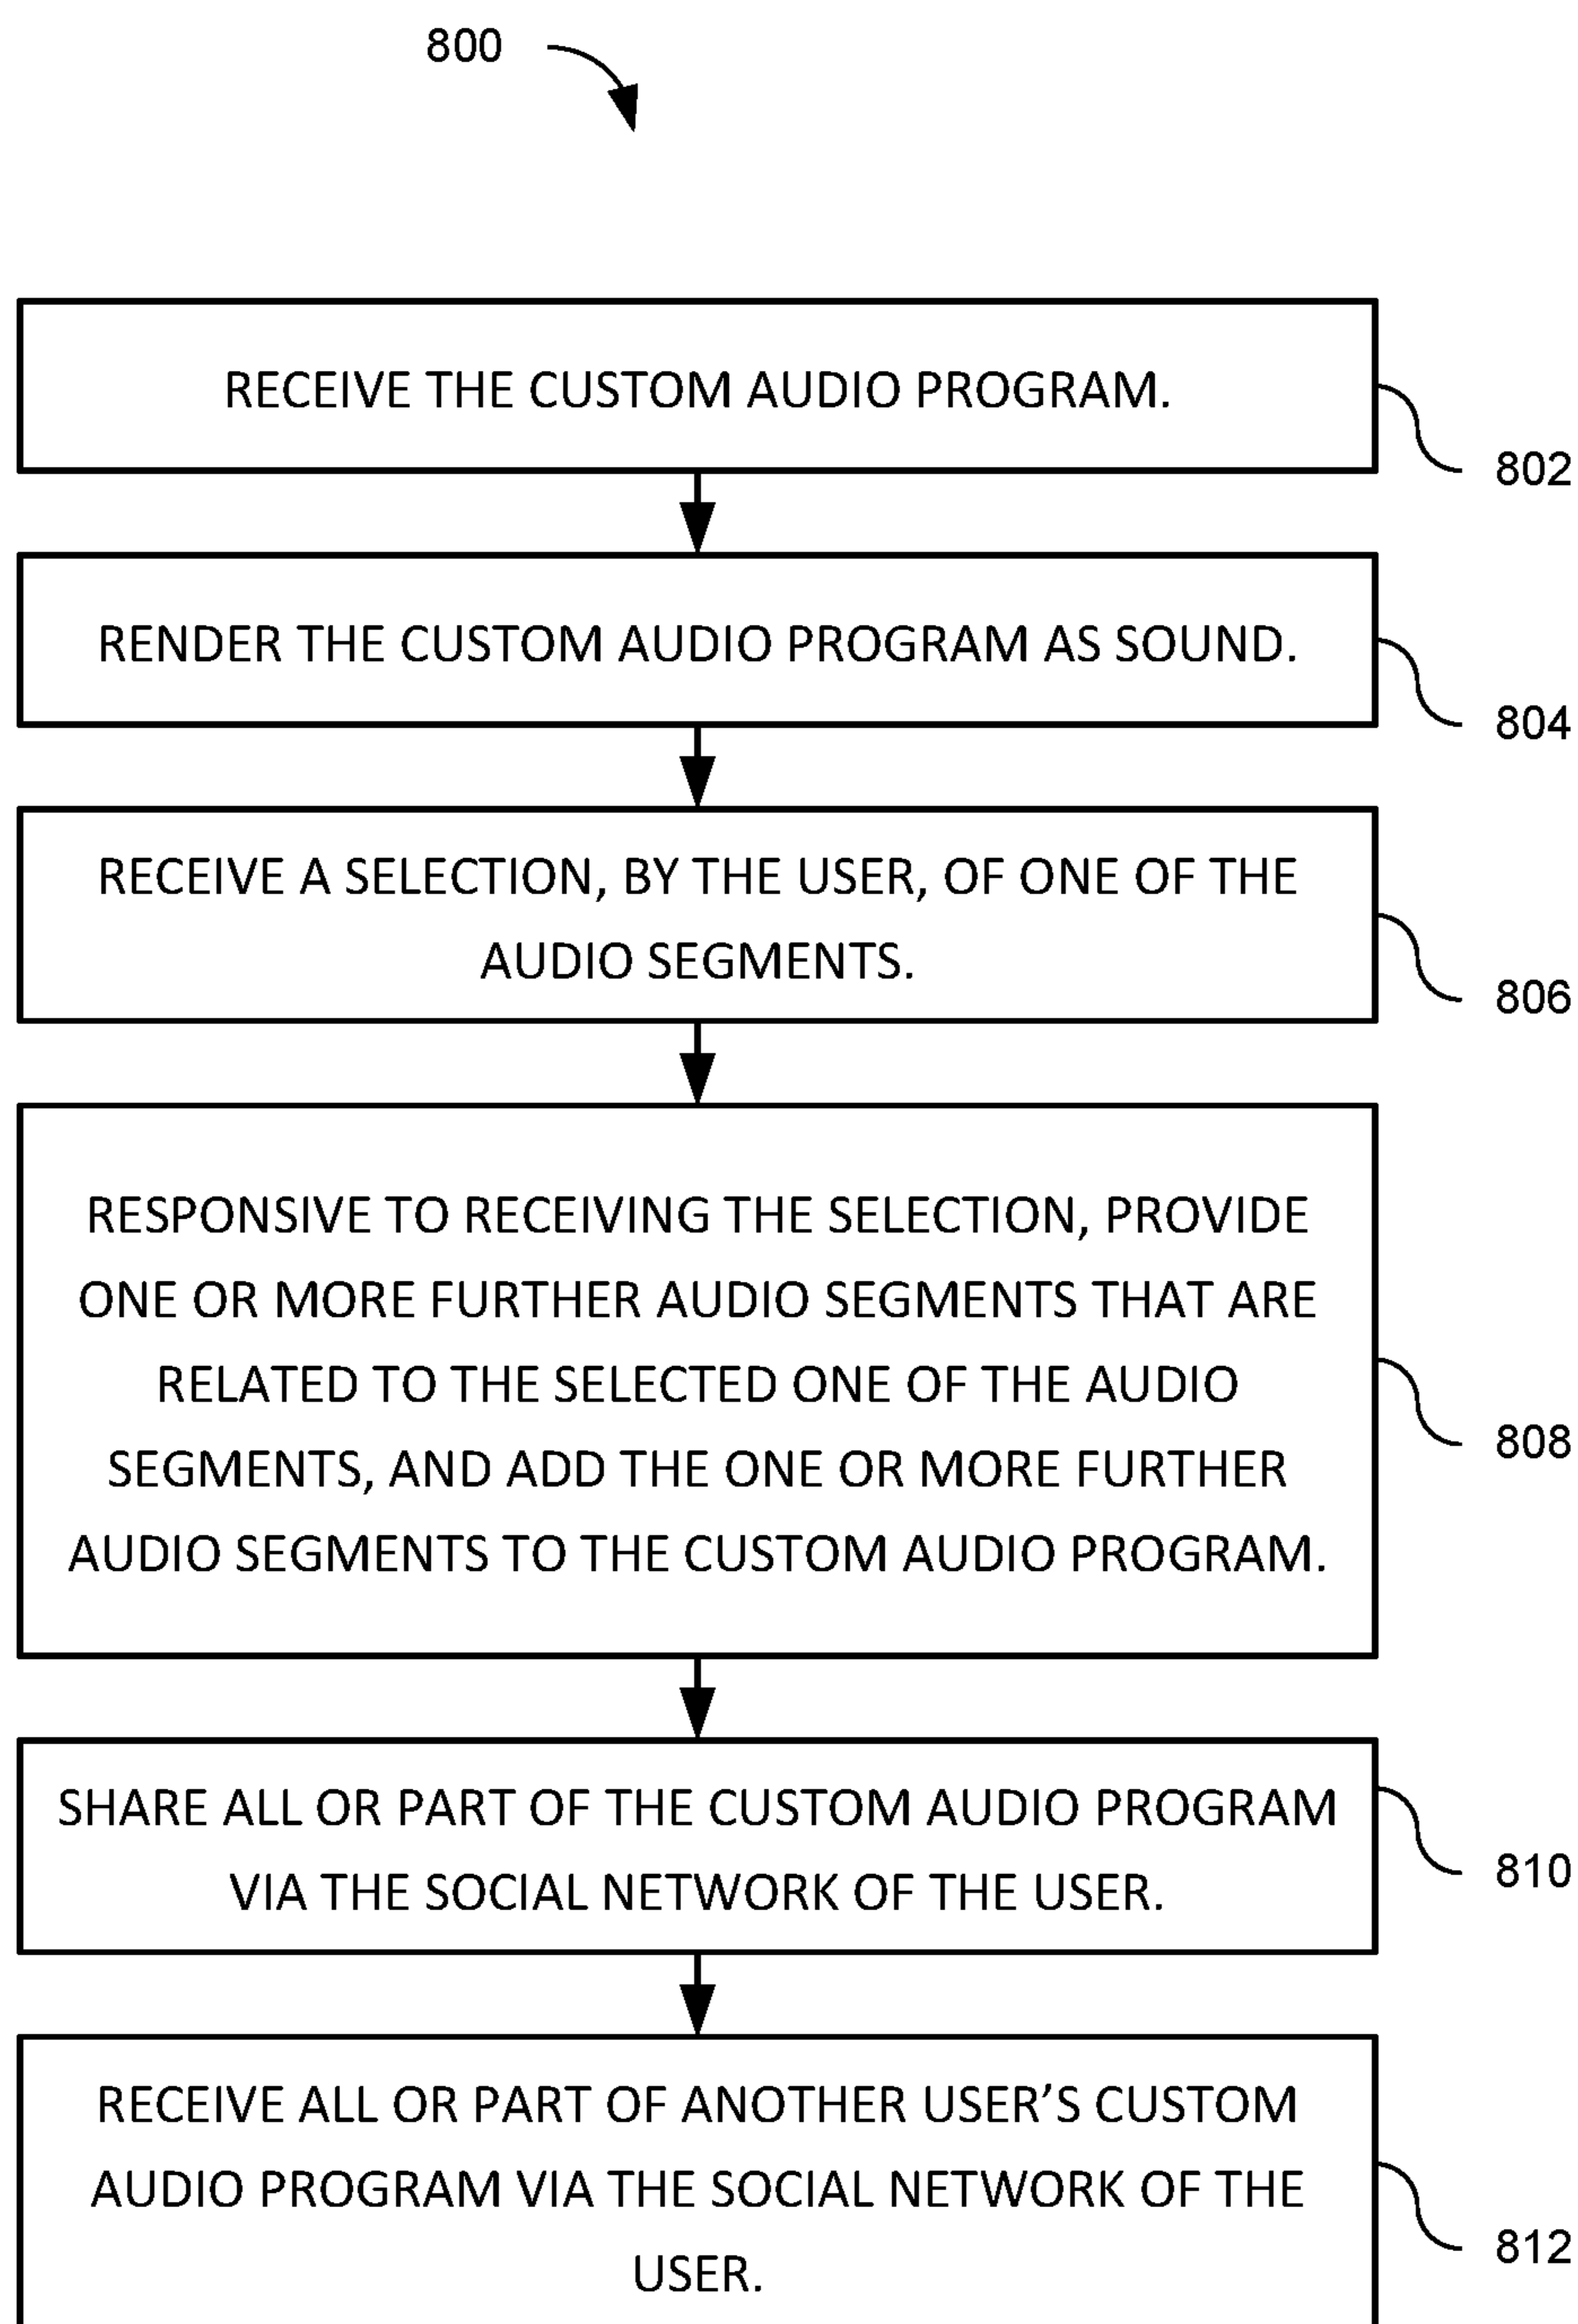 800
RECEIVE THE CUSTOM AUDIO PROGRAM.
802
RENDER THE CUSTOM AUDIO PROGRAM AS SOUND.
804
RECEIVE A SELECTION, BY THE USER, OF ONE OF THE
AUDIO SEGMENTS.
806
RESPONSIVE TO RECEIVING THE SELECTION, PROVIDE
ONE OR MORE FURTHER AUDIO SEGMENTS THAT ARE
RELATED TO THE SELECTED ONE OF THE AUDIO
SEGMENTS, AND ADD THE ONE OR MORE FURTHER
AUDIO SEGMENTS TO THE CUSTOM AUDIO PROGRAM.
808
SHARE ALL OR PART OF THE CUSTOM AUDIO PROGRAM
VIA THE SOCIAL NETWORK OF THE USER.
810
RECEIVE ALL OR PART OF ANOTHER USER’S CUSTOM
AUDIO PROGRAM VIA THE SOCIAL NETWORK OF THE
USER.
812